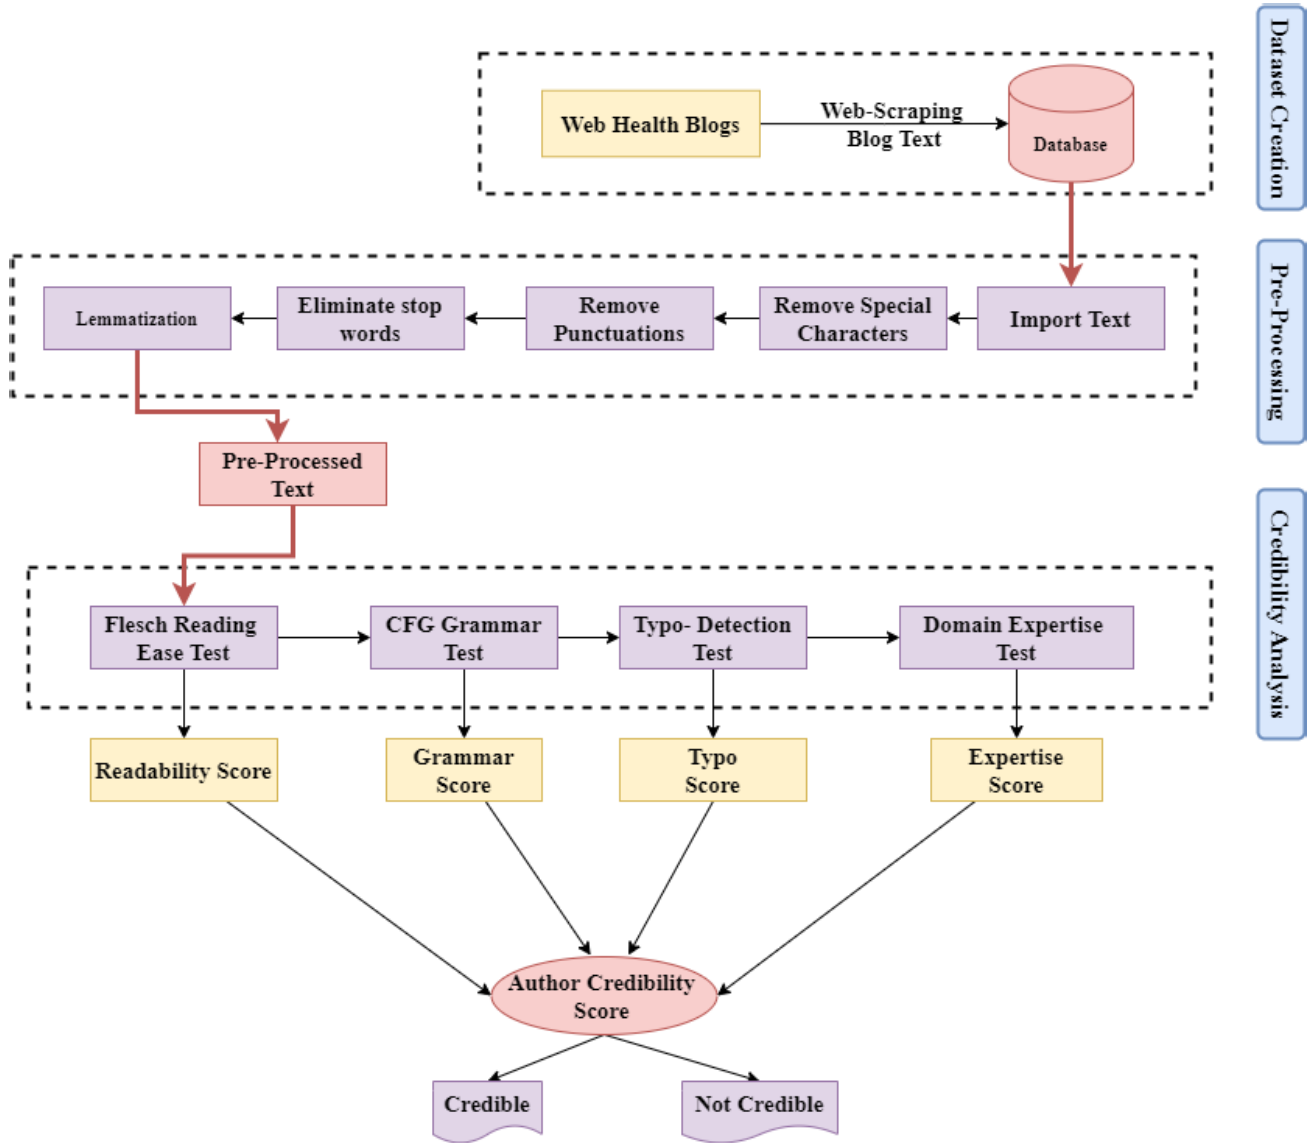 Dataset Creation
Web Health Blogs
Web-Scraping
Blog Text
Database
Pre-Processing
Lemmatization
Eliminate stop
words
Remove
Punctuations
Remove Special
Characters
Import Text
Pre-Processed
Text
Credibility Analysis
Flesch Reading
Ease Test
CFG Grammar
Test
Typo- Detection
Test
Domain Expertise
Test
Readability Score
Grammar
Score
Typo
Score
Expertise
Score
Author Credibility
Score
Credible
Not Credible